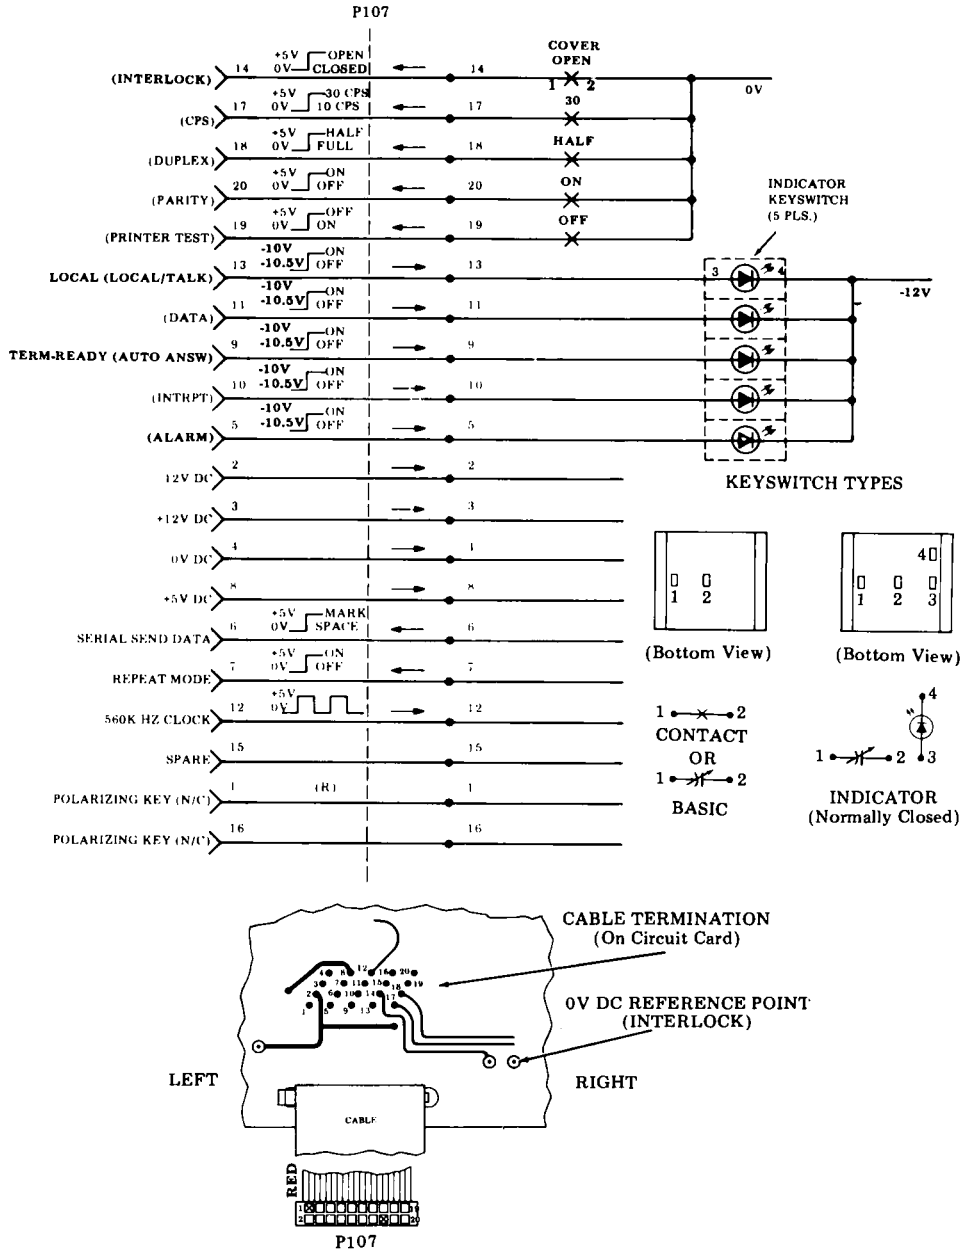 P107
(INTERLOCK) 14 +5V OPEN 0V CLOSED 14 COVER OPEN 1 2 0V
(CPS) 17 +5V 30 CPS 0V 10 CPS 17 30
(DUPLEX) 18 +5V HALF 0V FULL 18 HALF
(PARITY) 20 +5V ON 0V OFF 20 ON
(PRINTER TEST) 19 +5V OFF 0V ON 19 OFF
INDICATOR
KEYSWITCH
(5 PLS.)
LOCAL (LOCAL/TALK) 13 -10V ON -10.5V OFF 13 3 4 -12V
(DATA) 11 -10V ON -10.5V OFF 11
TERM-READY (AUTO ANSW) 9 -10V ON -10.5V OFF 9
(INTRPT) 10 -10V ON -10.5V OFF 10
(ALARM) 5 -10V ON -10.5V OFF 5
KEYSWITCH TYPES
12V DC 2 2
+12V DC 3 3
0V DC 4
+5V DC 8 8
SERIAL SEND DATA 6 +5V MARK 0V SPACE 6
REPEAT MODE 7 +5V ON 0V OFF 7
560K HZ CLOCK 12 +5V 0V 12
SPARE 15 15
POLARIZING KEY (N/C) 1 (R) 1
POLARIZING KEY (N/C) 16 16
1 2
(Bottom View)
4
1 2 3
(Bottom View)
1 2
CONTACT
OR
1 2
BASIC
4
1 2 3
INDICATOR
(Normally Closed)
CABLE TERMINATION
(On Circuit Card)
0V DC REFERENCE POINT
(INTERLOCK)
4 8 12 16 20
3 7 11 15 19
2 6 10 14 18
1 5 9 13 17
LEFT
RIGHT
CABLE
RED
1 19
2 20
P107